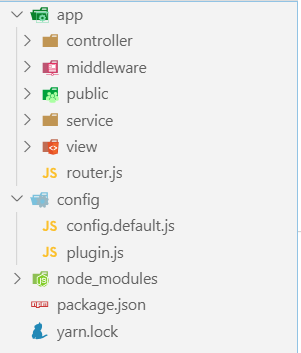 app
controller
middleware
public
service
view
JS router.js
config
JS config.default.js
JS plugin.js
node_modules
npm package.json
yarn.lock